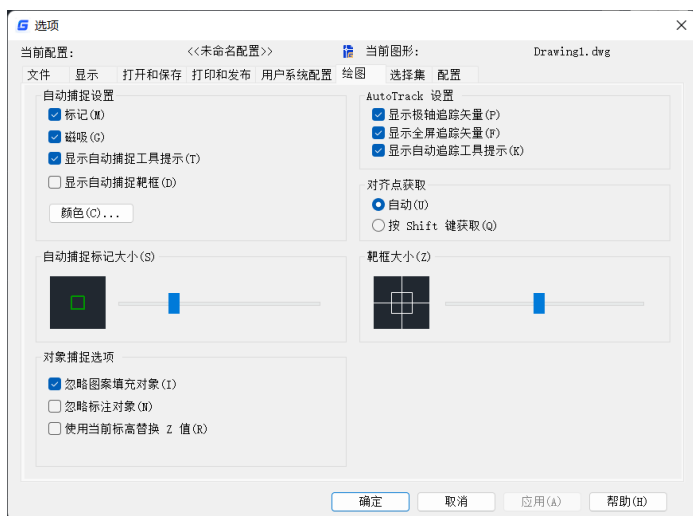 选项
当前配置: <<未命名配置>> 当前图形: Drawing1.dwg
文件 显示 打开和保存 打印和发布 用户系统配置 绘图 选择集 配置
自动捕捉设置
标记(M)
磁吸(G)
显示自动捕捉工具提示(T)
显示自动捕捉靶框(D)
颜色(C)...
AutoTrack 设置
显示极轴追踪矢量(P)
显示全屏追踪矢量(F)
显示自动追踪工具提示(K)
对齐点获取
自动(U)
按 Shift 键获取(Q)
自动捕捉标记大小(S)
靶框大小(Z)
对象捕捉选项
忽略图案填充对象(I)
忽略标注对象(N)
使用当前标高替换 Z 值(R)
确定 取消 应用(A) 帮助(H)